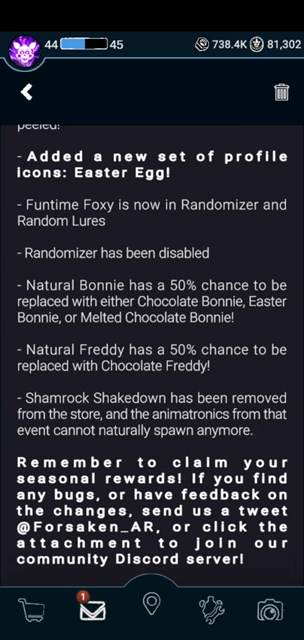 44 45 738.4K 81,302
peeled!
- Added a new set of profile
icons: Easter Egg!
- Funtime Foxy is now in Randomizer and
Random Lures
- Randomizer has been disabled
- Natural Bonnie has a 50% chance to be
replaced with either Chocolate Bonnie, Easter
Bonnie, or Melted Chocolate Bonnie!
- Natural Freddy has a 50% chance to be
replaced with Chocolate Freddy!
- Shamrock Shakedown has been removed
from the store, and the animatronics from that
event cannot naturally spawn anymore.
Remember to claim your
seasonal rewards! If you find
any bugs, or have feedback on
the changes, send us a tweet
@Forsaken_AR, or click the
attachment to join our
community Discord server!
1